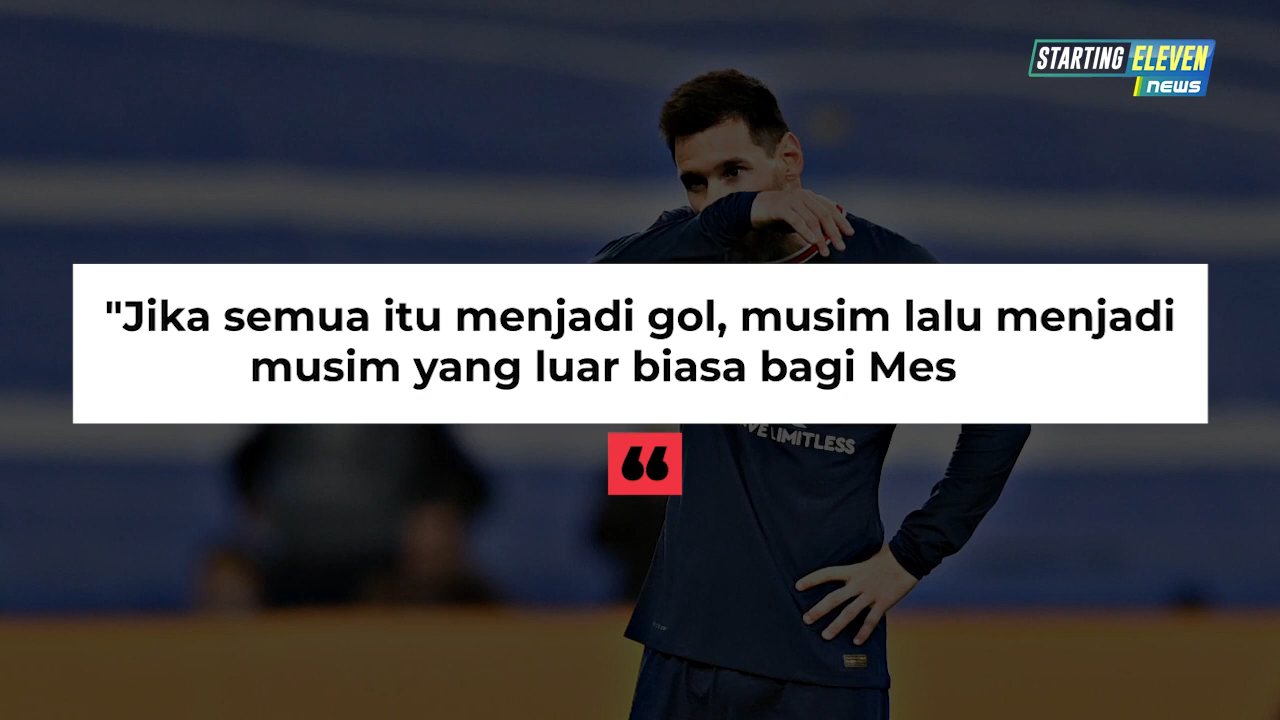 STARTING ELEVEN
news
"Jika semua itu menjadi gol, musim lalu menjadi
musim yang luar biasa bagi Mes
VE LIMITLESS